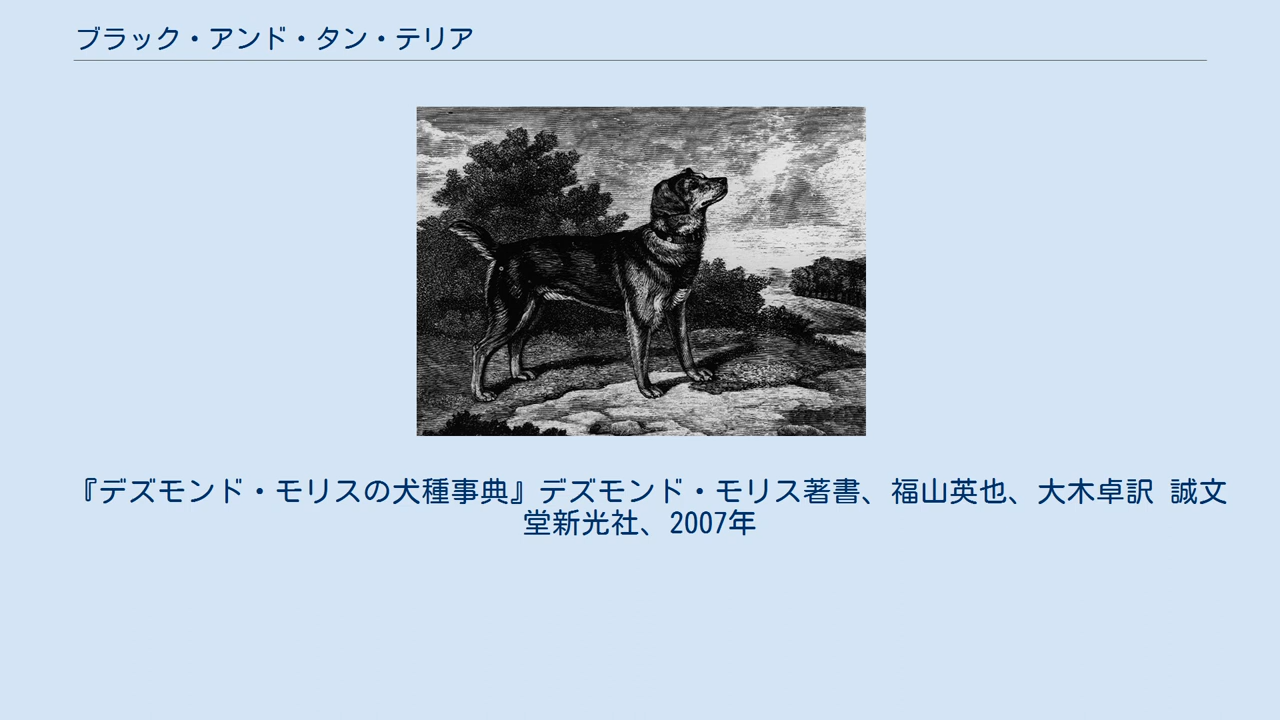 ブラック・アンド・タン・テリア
『デズモンド・モリスの犬種事典』デズモンド・モリス著書、福山英也、大木卓訳 誠文
堂新光社、2007年